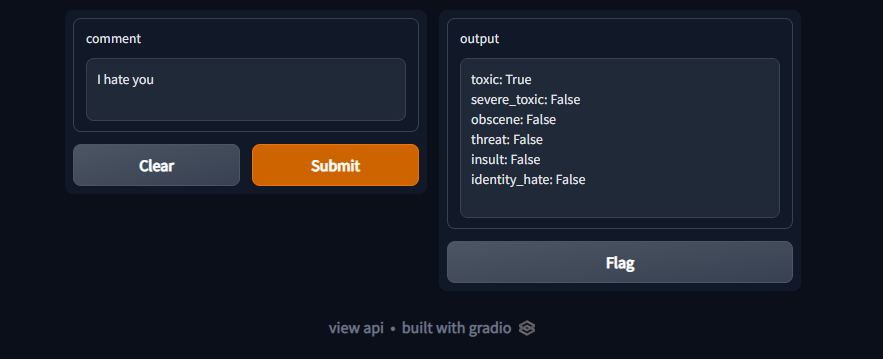 comment
I hate you
Clear
Submit
output
toxic: True
severe_toxic: False
obscene: False
threat: False
insult: False
identity_hate: False
Flag
view api • built with gradio